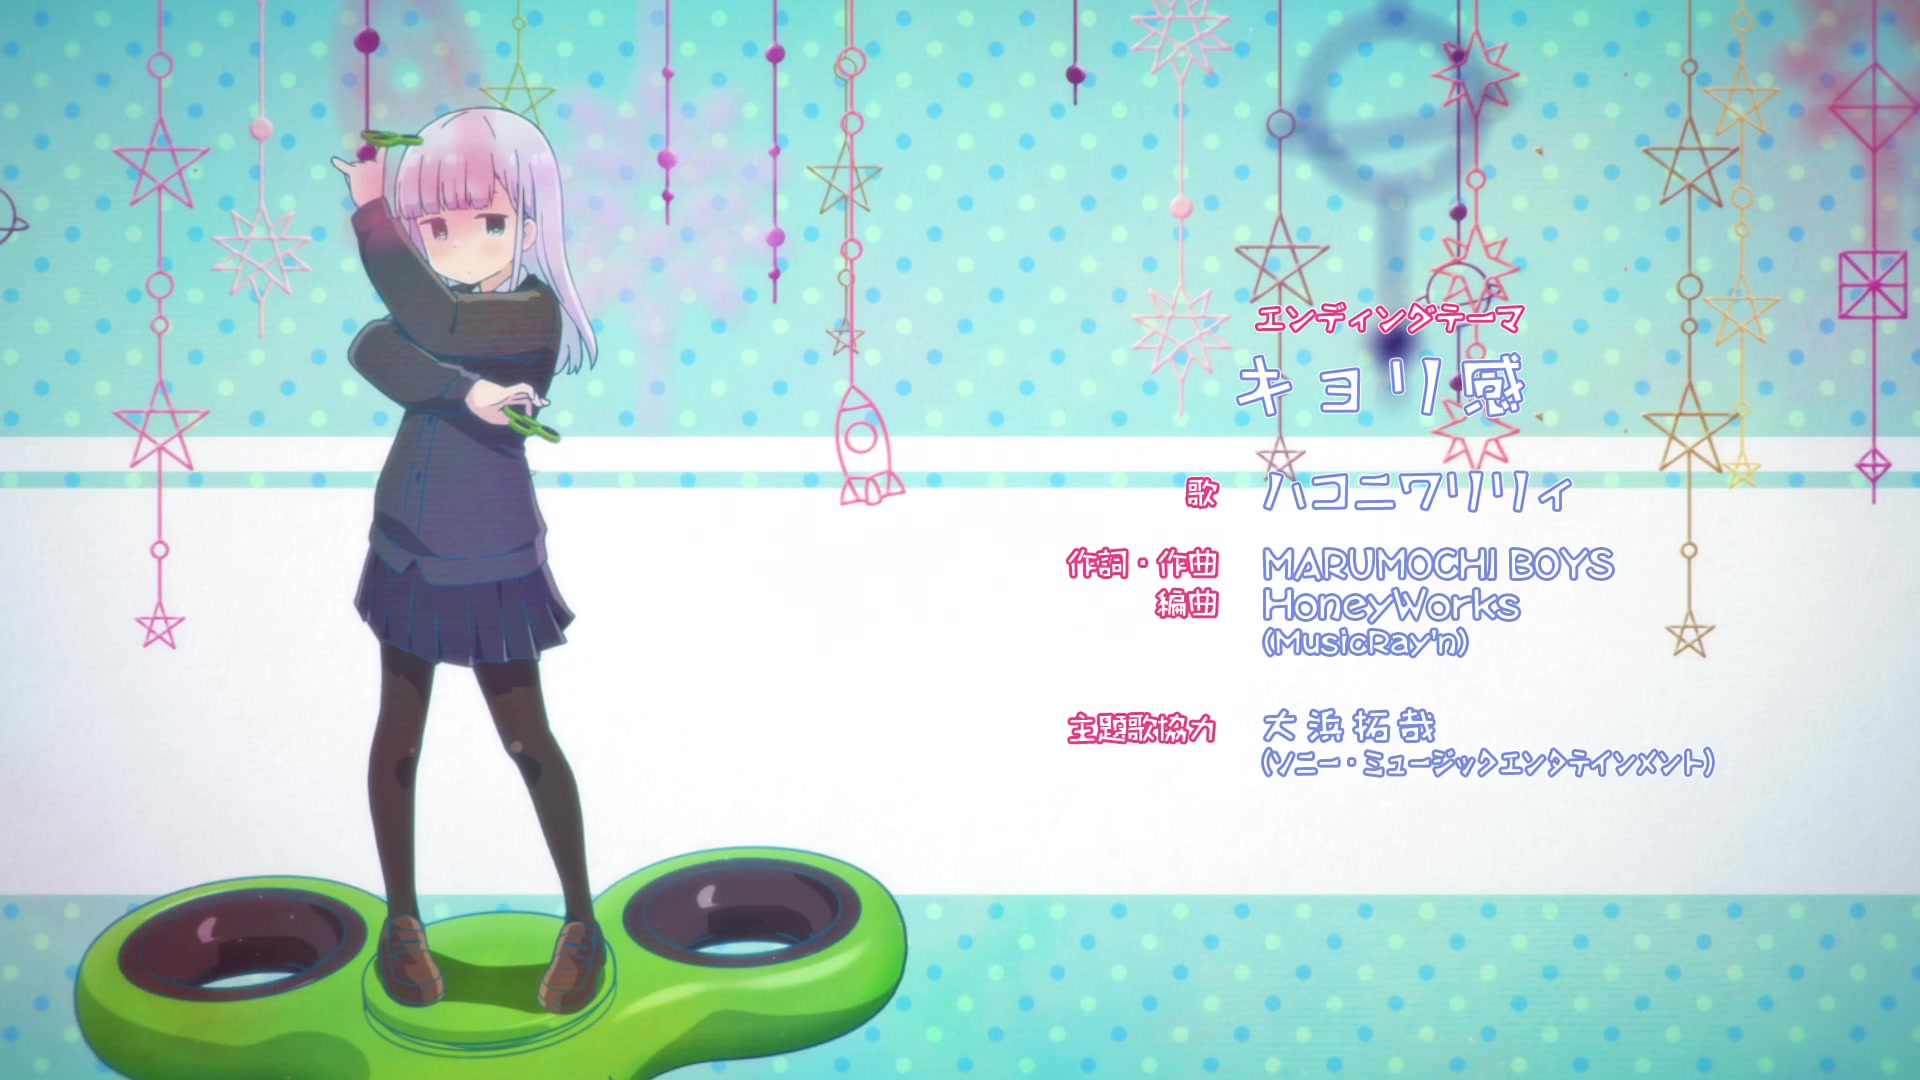 エンディングテーマ
キョリ感
歌 ハコニワリリィ
作詞・作曲 MARUMOCHI BOYS
編曲 HoneyWorks
(MusicRay'n)
主題歌協力 大浜拓哉
(ソニー・ミュージックエンタテインメント)